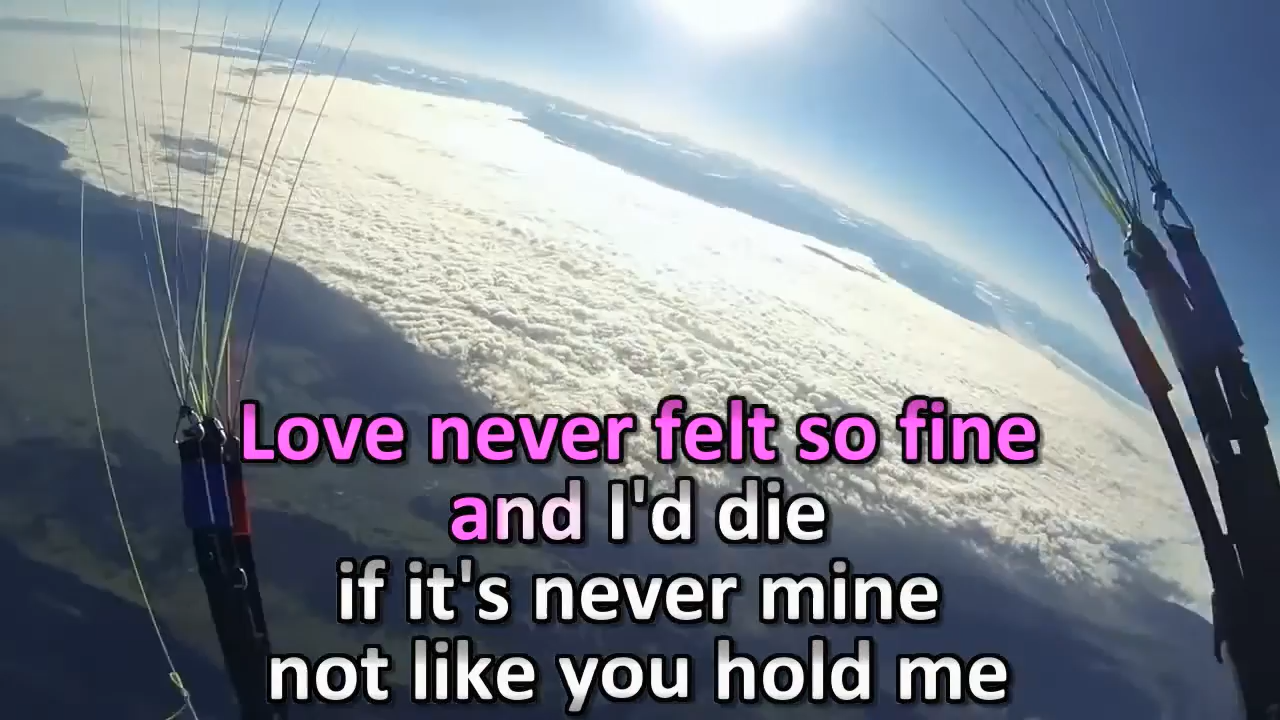 Love never felt so fine
and I'd die
if it's never mine
not like you hold me